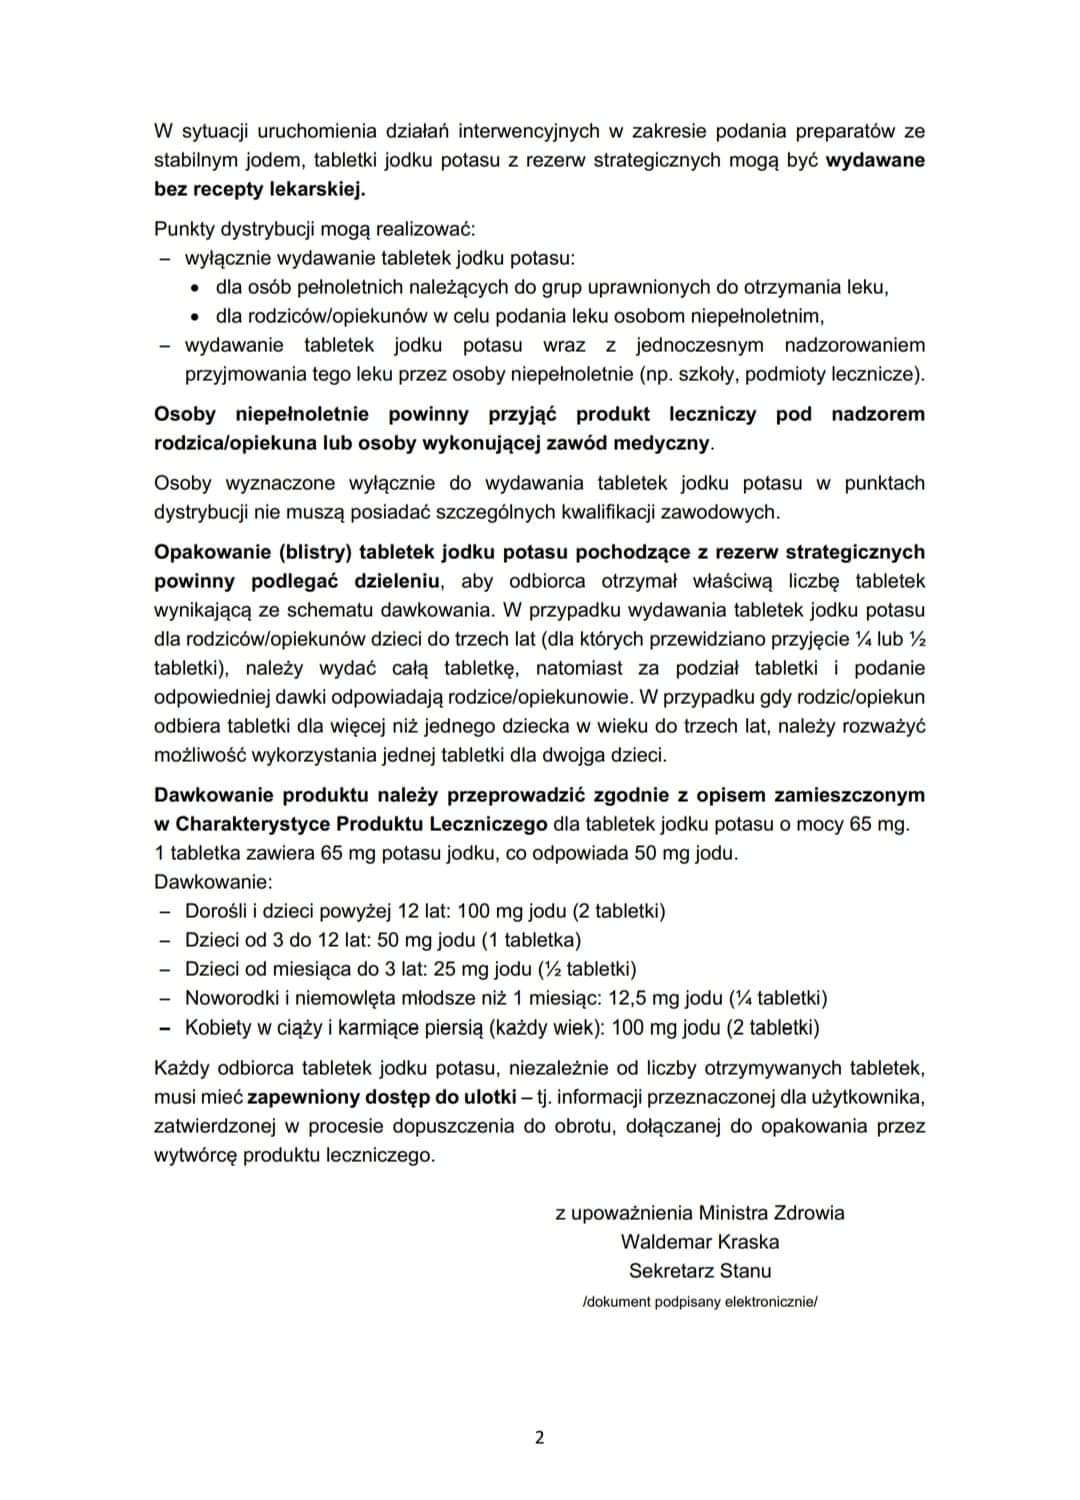 W sytuacji uruchomienia działań interwencyjnych w zakresie podania preparatów ze
stabilnym jodem, tabletki jodku potasu z rezerw strategicznych mogą być wydawane
bez recepty lekarskiej.
Punkty dystrybucji mogą realizować:
– wyłącznie wydawanie tabletek jodku potasu:
• dla osób pełnoletnich należących do grup uprawnionych do otrzymania leku,
• dla rodziców/opiekunów w celu podania leku osobom niepełnoletnim,
– wydawanie tabletek jodku potasu wraz z jednoczesnym nadzorowaniem
przyjmowania tego leku przez osoby niepełnoletnie (np. szkoły, podmioty lecznicze).
Osoby niepełnoletnie powinny przyjąć produkt leczniczy pod nadzorem
rodzica/opiekuna lub osoby wykonującej zawód medyczny.
Osoby wyznaczone wyłącznie do wydawania tabletek jodku potasu w punktach
dystrybucji nie muszą posiadać szczególnych kwalifikacji zawodowych.
Opakowanie (blistry) tabletek jodku potasu pochodzące z rezerw strategicznych
powinny podlegać dzieleniu, aby odbiorca otrzymał właściwą liczbę tabletek
wynikającą ze schematu dawkowania. W przypadku wydawania tabletek jodku potasu
dla rodziców/opiekunów dzieci do trzech lat (dla których przewidziano przyjęcie ¼ lub ½
tabletki), należy wydać całą tabletkę, natomiast za podział tabletki i podanie
odpowiedniej dawki odpowiadają rodzice/opiekunowie. W przypadku gdy rodzic/opiekun
odbiera tabletki dla więcej niż jednego dziecka w wieku do trzech lat, należy rozważyć
możliwość wykorzystania jednej tabletki dla dwojga dzieci.
Dawkowanie produktu należy przeprowadzić zgodnie z opisem zamieszczonym
w Charakterystyce Produktu Leczniczego dla tabletek jodku potasu o mocy 65 mg.
1 tabletka zawiera 65 mg potasu jodku, co odpowiada 50 mg jodu.
Dawkowanie:
– Dorośli i dzieci powyżej 12 lat: 100 mg jodu (2 tabletki)
– Dzieci od 3 do 12 lat: 50 mg jodu (1 tabletka)
– Dzieci od miesiąca do 3 lat: 25 mg jodu (½ tabletki)
– Noworodki i niemowlęta młodsze niż 1 miesiąc: 12,5 mg jodu (¼ tabletki)
– Kobiety w ciąży i karmiące piersią (każdy wiek): 100 mg jodu (2 tabletki)
Każdy odbiorca tabletek jodku potasu, niezależnie od liczby otrzymywanych tabletek,
musi mieć zapewniony dostęp do ulotki – tj. informacji przeznaczonej dla użytkownika,
zatwierdzonej w procesie dopuszczenia do obrotu, dołączanej do opakowania przez
wytwórcę produktu leczniczego.
z upoważnienia Ministra Zdrowia
Waldemar Kraska
Sekretarz Stanu
/dokument podpisany elektronicznie/
2